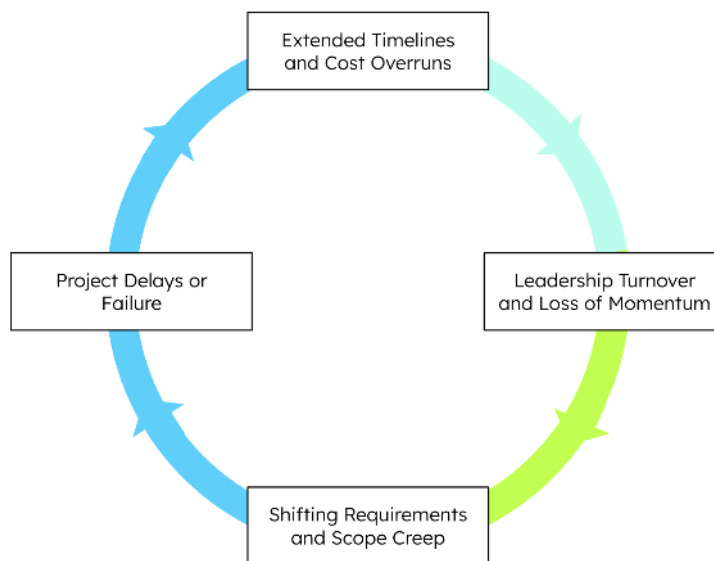 Extended Timelines
and Cost Overruns
Project Delays or
Failure
Leadership Turnover
and Loss of Momentum
Shifting Requirements
and Scope Creep